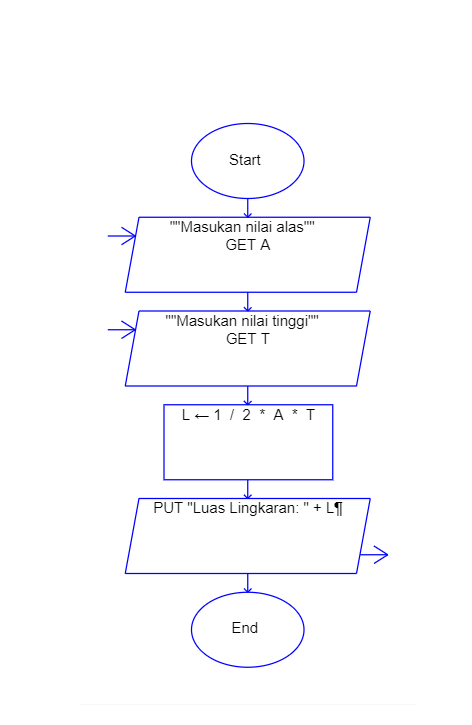 Start
""Masukan nilai alas""
GET A
""Masukan nilai tinggi""
GET T
L ← 1 / 2 * A * T
PUT "Luas Lingkaran: " + L¶
End